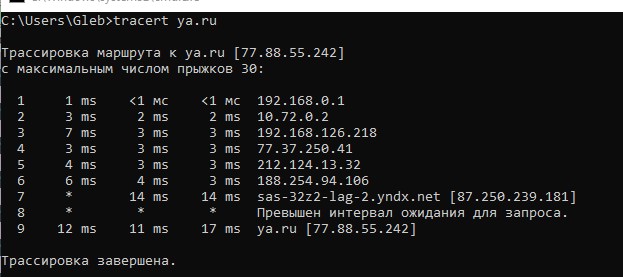 C:\Users\Gleb>tracert ya.ru
Трассировка маршрута к ya.ru [77.88.55.242]
с максимальным числом прыжков 30:
1 1 ms <1 мс <1 мс 192.168.0.1
2 3 ms 2 ms 2 ms 10.72.0.2
3 7 ms 3 ms 3 ms 192.168.126.218
4 3 ms 3 ms 3 ms 77.37.250.41
5 4 ms 3 ms 3 ms 212.124.13.32
6 6 ms 4 ms 3 ms 188.254.94.106
7 * 14 ms 14 ms sas-32z2-lag-2.yndx.net [87.250.239.181]
8 * * * Превышен интервал ожидания для запроса.
9 12 ms 11 ms 17 ms ya.ru [77.88.55.242]
Трассировка завершена.